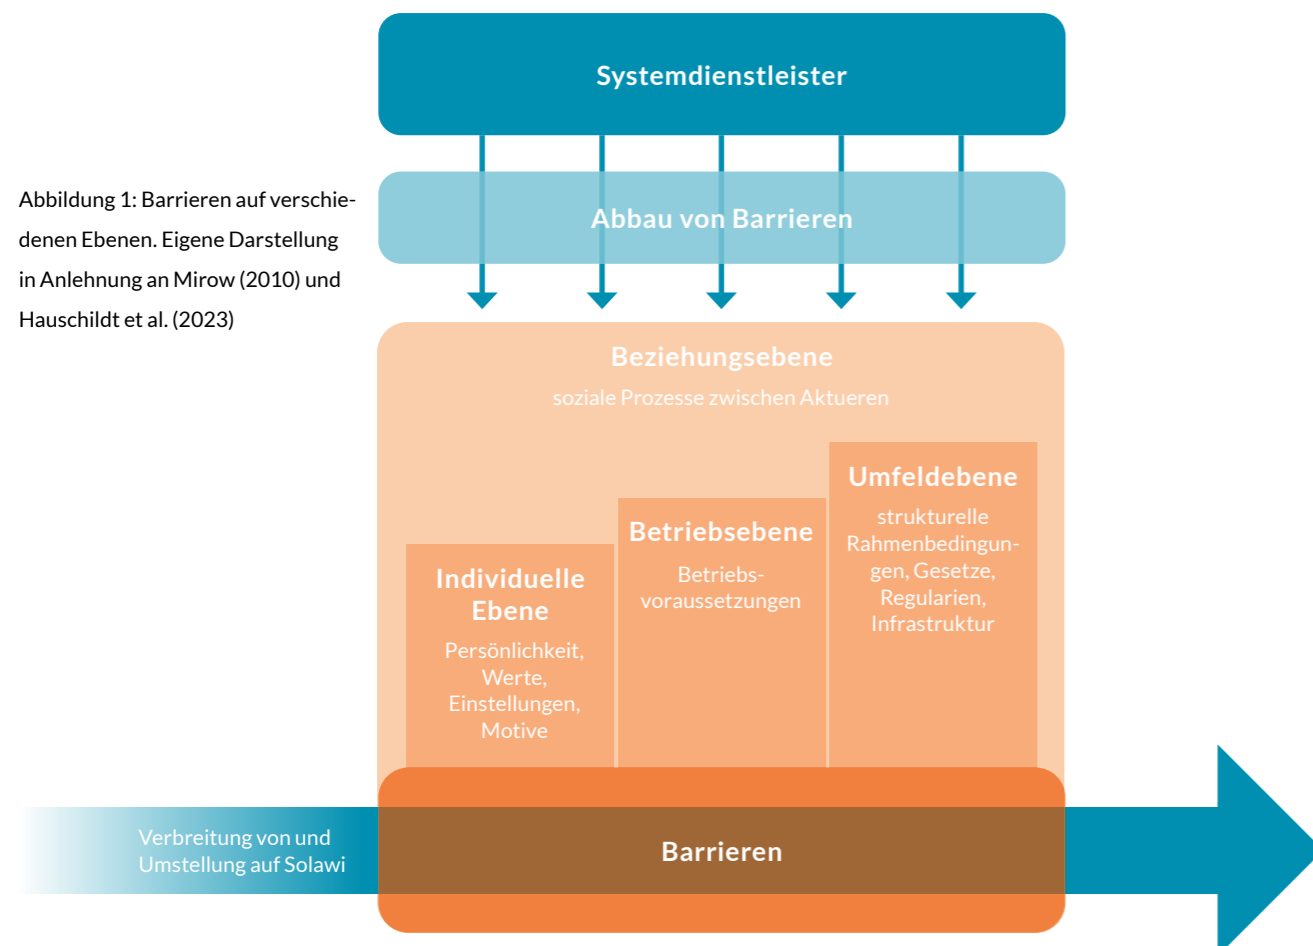 Systemdienstleister
Abbildung 1: Barrieren auf verschie-
denen Ebenen. Eigene Darstellung
in Anlehnung an Mirow (2010) und
Hauschildt et al. (2023)
Abbau von Barrieren
Beziehungsebene
soziale Prozesse zwischen Aktueren
Individuelle
Ebene
Persönlichkeit,
Werte,
Einstellungen,
Motive
Betriebsebene
Betriebs-
voraussetzungen
Umfeldebene
strukturelle
Rahmenbedingun-
gen, Gesetze,
Regularien,
Infrastruktur
Verbreitung von und
Umstellung auf Solawi
Barrieren